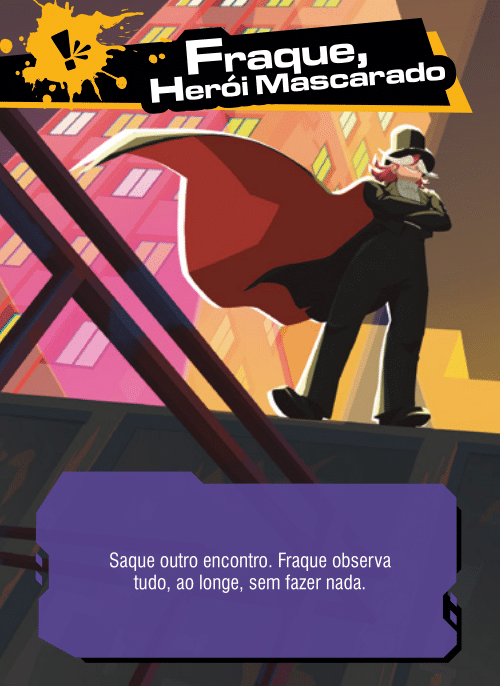 Fraque,
Herói Mascarado
Saque outro encontro. Fraque observa
tudo, ao longe, sem fazer nada.